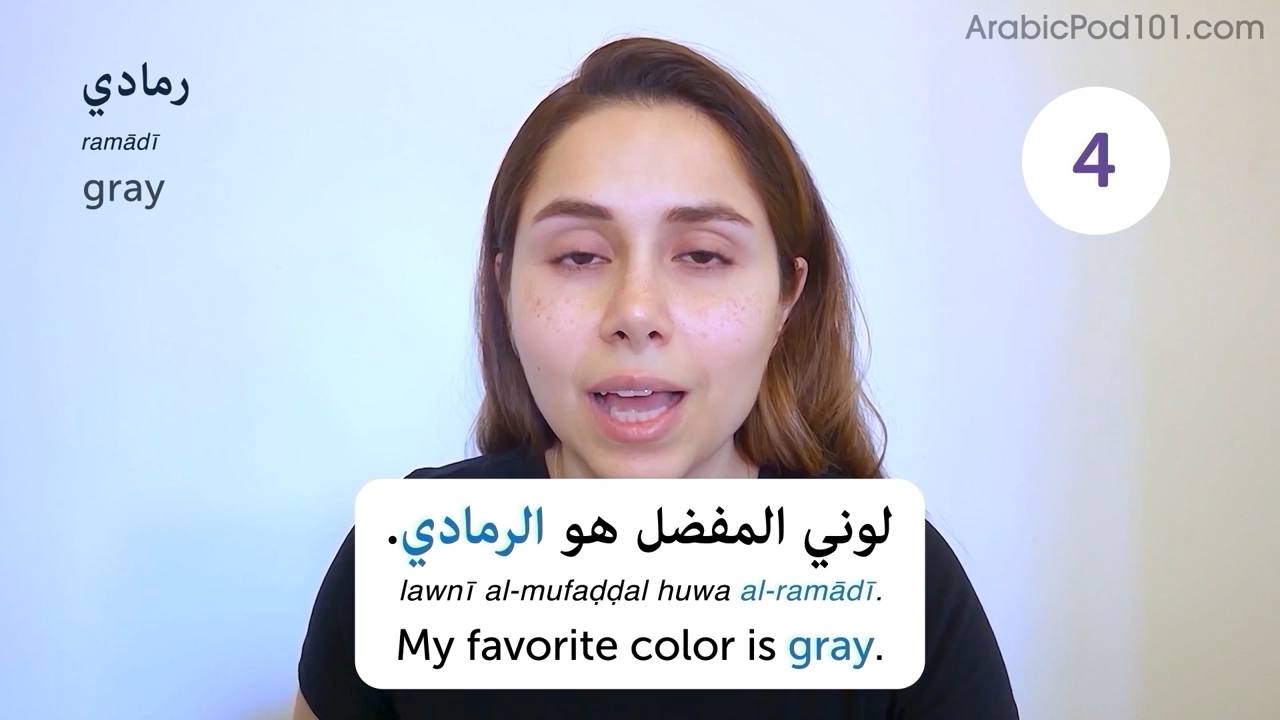 ArabicPod101.com
رمادي
ramādī
gray
4
لوني المفضل هو الرمادي.
lawnī al-mufaḍḍal huwa al-ramādī.
My favorite color is gray.